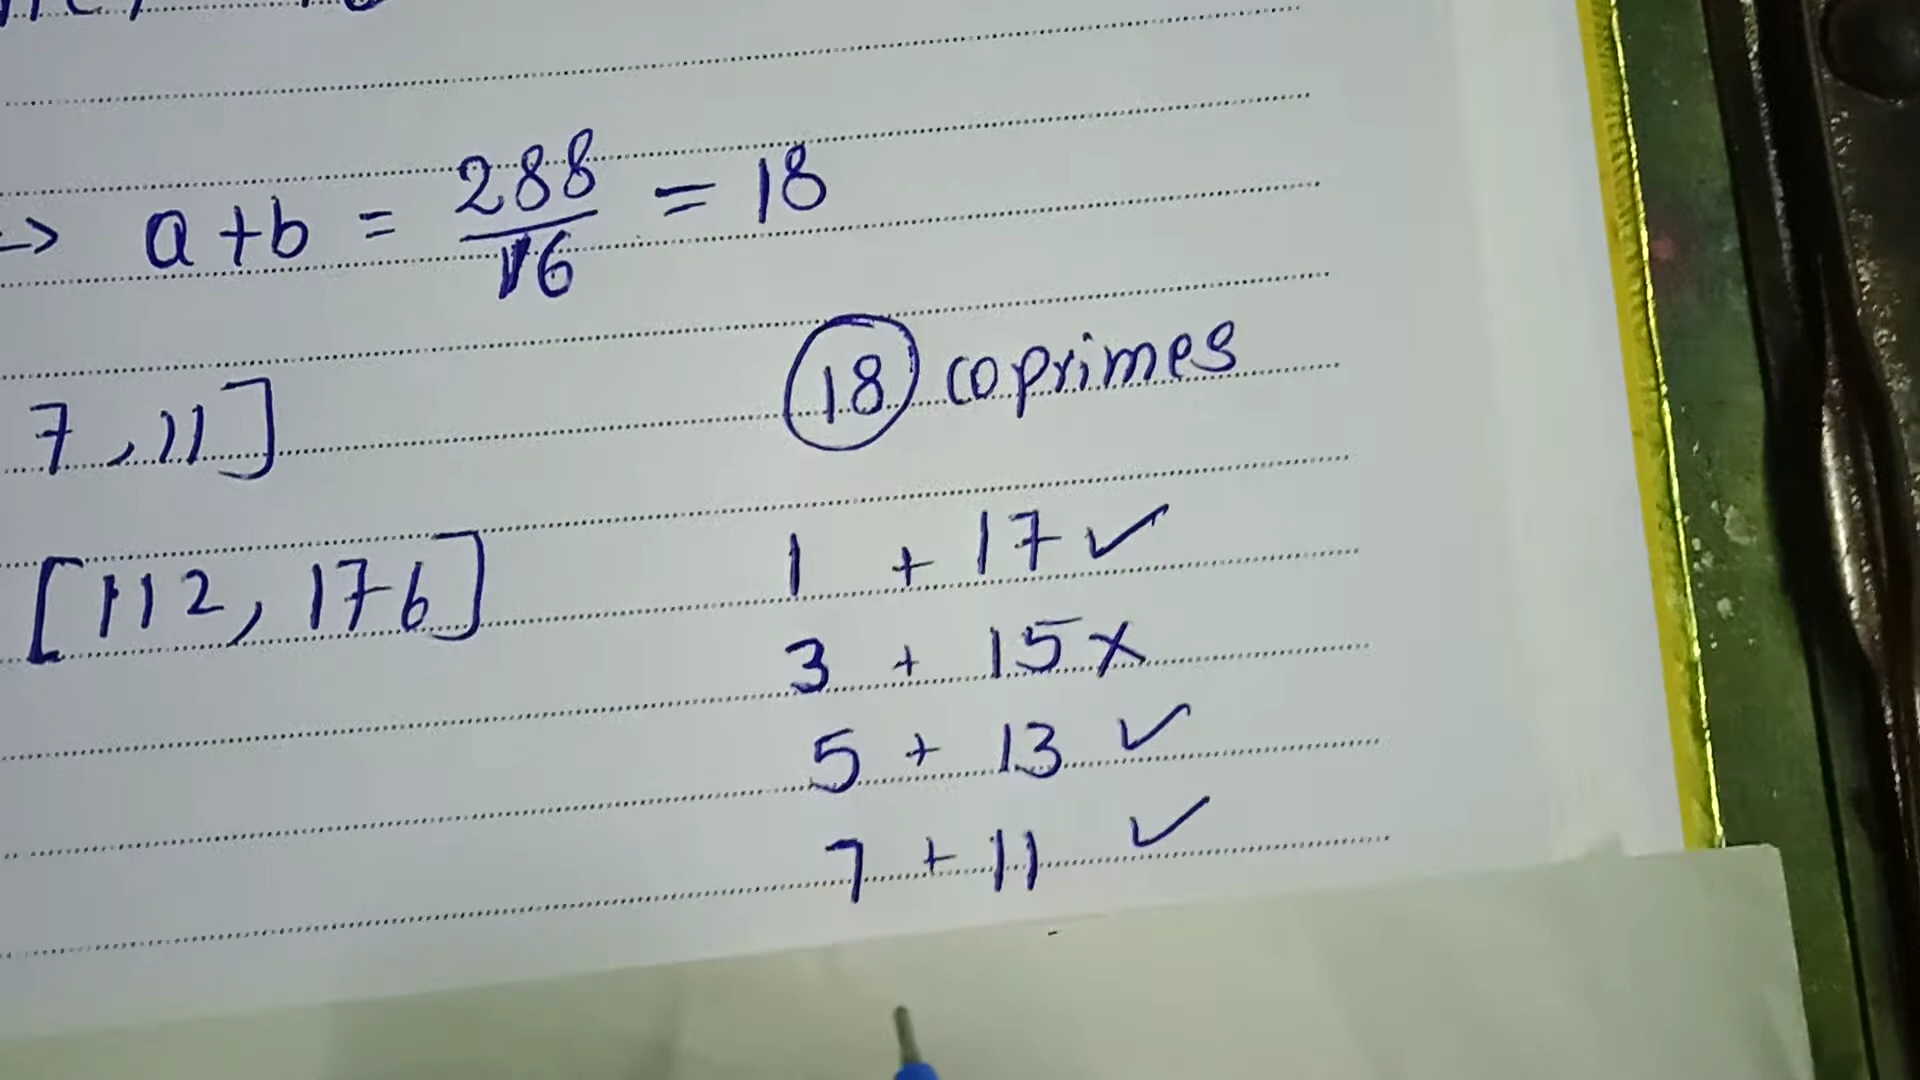 → a + b = 288/16 = 18
18 coprimes
7, 11]
1 + 17 ✓
[112, 176]
3 + 15 ×
5 + 13 ✓
7 + 11 ✓